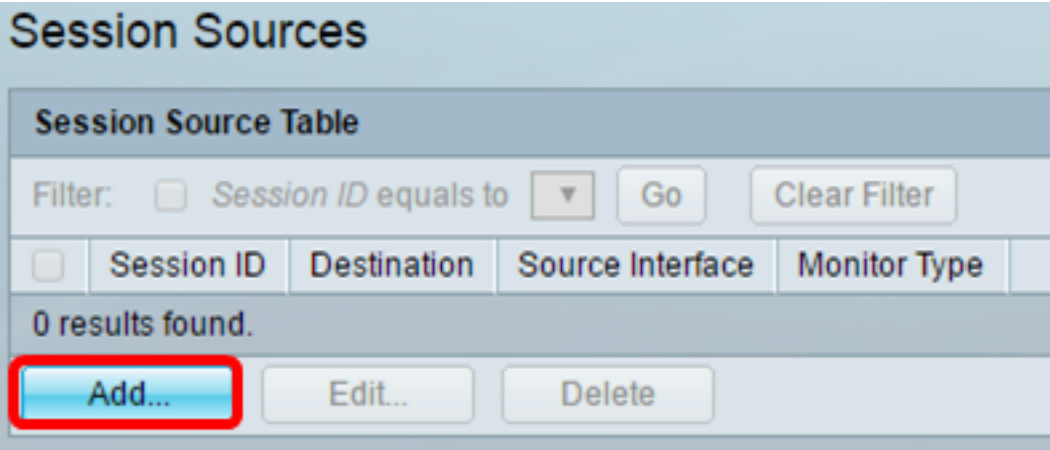 Session Sources
Session Source Table
Filter: Session ID equals to Go Clear Filter
Session ID Destination Source Interface Monitor Type
0 results found.
Add... Edit... Delete